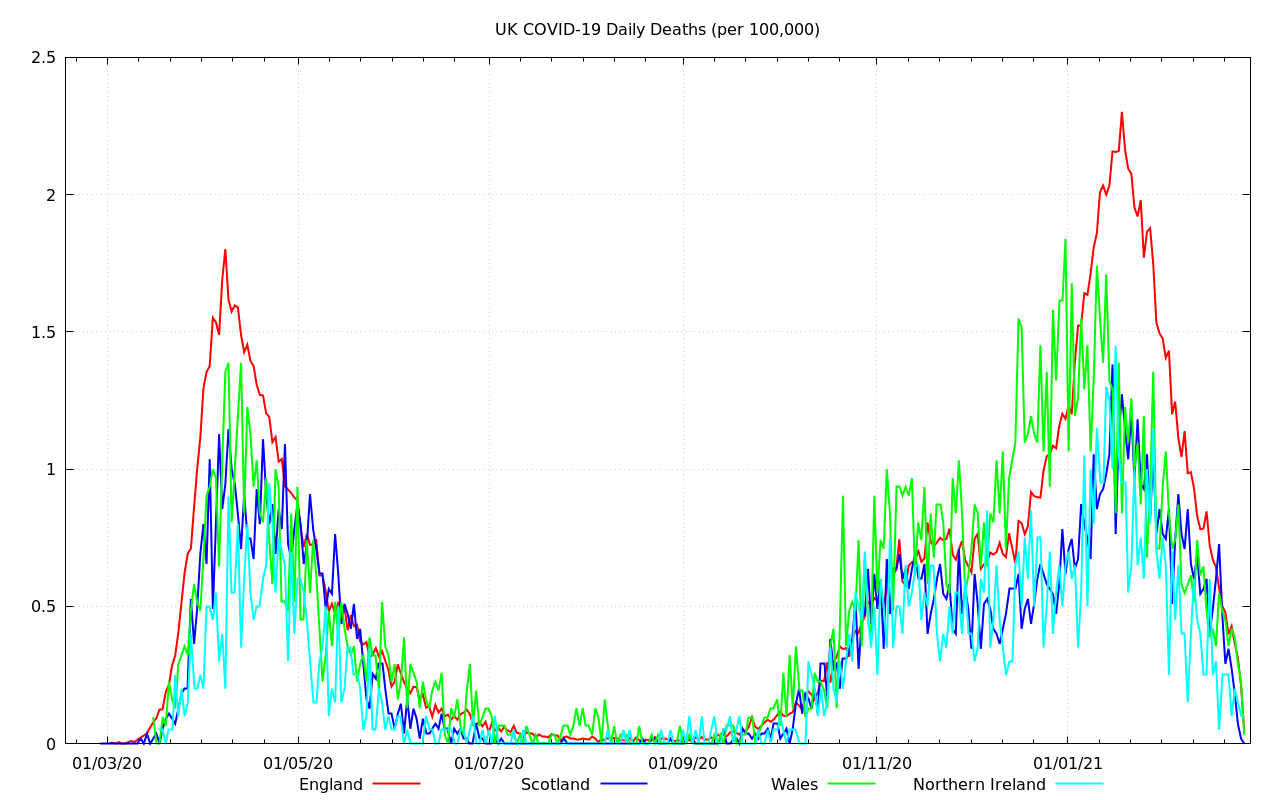 UK COVID-19 Daily Deaths (per 100,000)
2.5
2
1.5
1
0.5
0
01/03/20 01/05/20 01/07/20 01/09/20 01/11/20 01/01/21
England Scotland Wales Northern Ireland